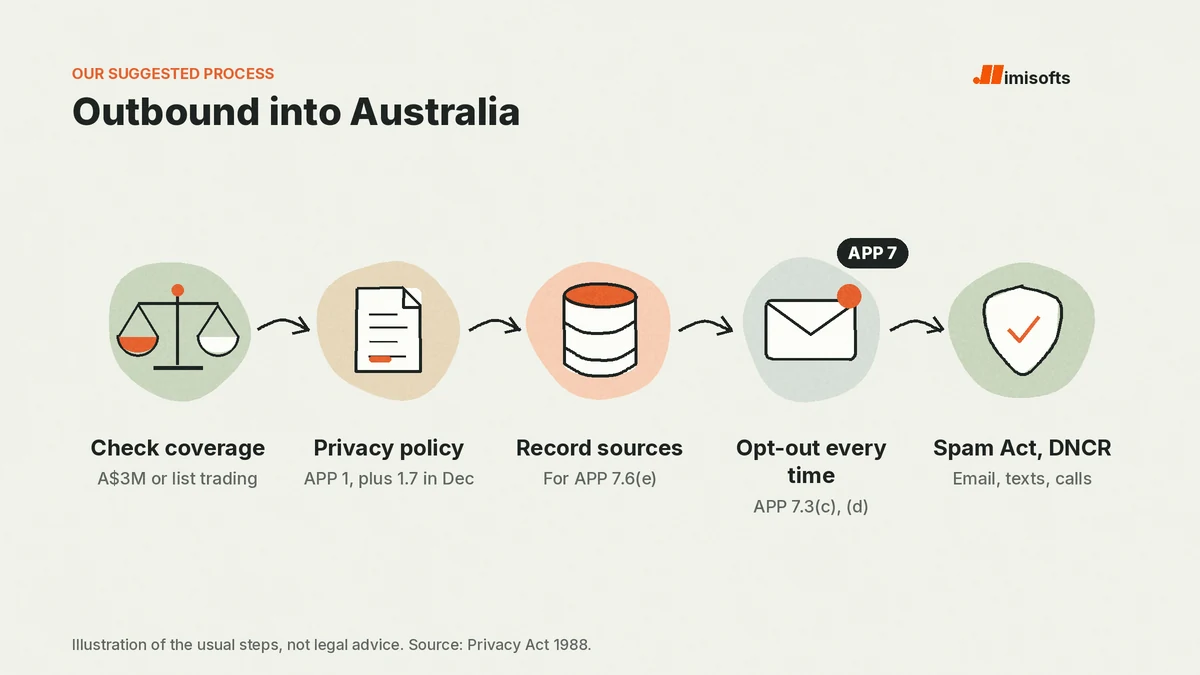 OUR SUGGESTED PROCESS
Outbound into Australia
imisofts
APP 7
Check coverage
A$3M or list trading
Privacy policy
APP 1, plus 1.7 in Dec
Record sources
For APP 7.6(e)
Opt-out every
time
APP 7.3(c), (d)
Spam Act, DNCR
Email, texts, calls
Illustration of the usual steps, not legal advice. Source: Privacy Act 1988.